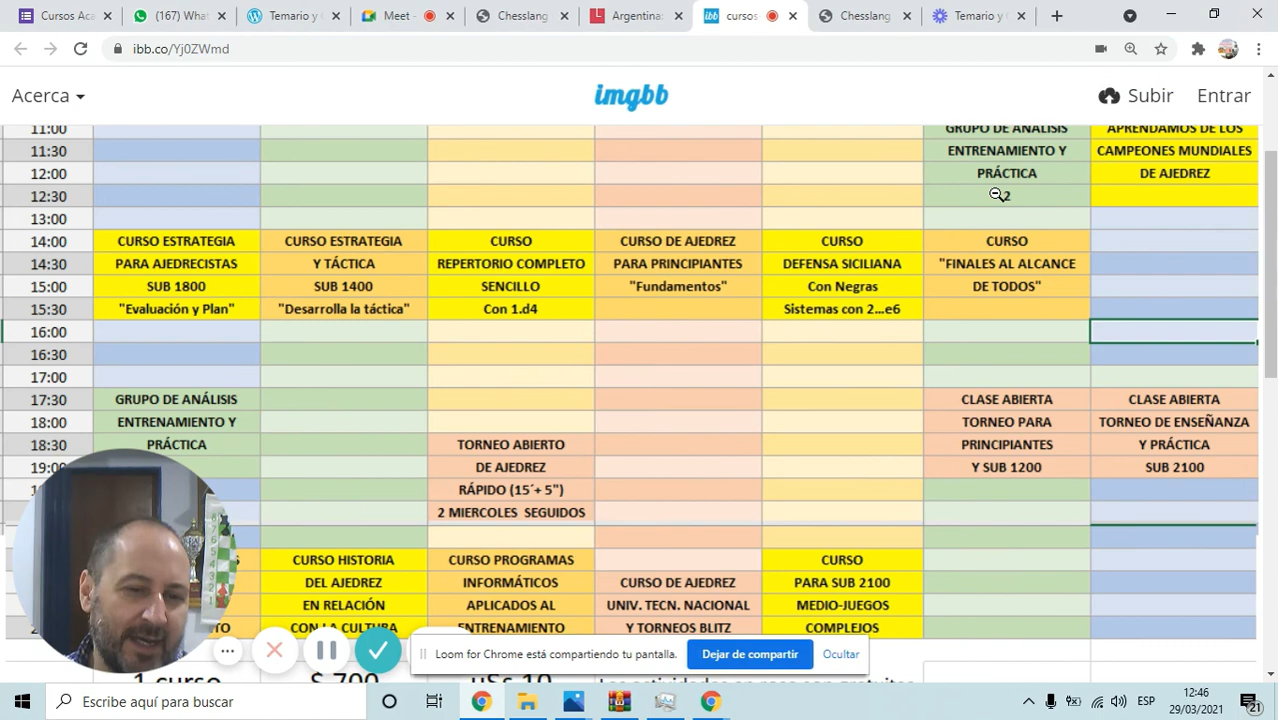 Cursos Ac
(167) What
Temario y
Meet -
Chesslang
Argentina:
ibb
cursos
Chesslang
Temario y
ibb.co/Yj0ZWmd
Acerca
imgbb
Subir
Entrar
11:00
GRUPO DE ANÁLISIS
APRENDAMOS DE LOS
11:30
ENTRENAMIENTO Y
CAMPEONES MUNDIALES
12:00
PRÁCTICA
DE AJEDREZ
12:30
2
13:00
14:00
CURSO ESTRATEGIA
CURSO ESTRATEGIA
CURSO
CURSO DE AJEDREZ
CURSO
CURSO
14:30
PARA AJEDRECISTAS
Y TÁCTICA
REPERTORIO COMPLETO
PARA PRINCIPIANTES
DEFENSA SICILIANA
"FINALES AL ALCANCE
15:00
SUB 1800
SUB 1400
SENCILLO
"Fundamentos"
Con Negras
DE TODOS"
15:30
"Evaluación y Plan"
"Desarrolla la táctica"
Con 1.d4
Sistemas con 2...e6
16:00
16:30
17:00
17:30
GRUPO DE ANÁLISIS
CLASE ABIERTA
CLASE ABIERTA
18:00
ENTRENAMIENTO Y
TORNEO PARA
TORNEO DE ENSEÑANZA
18:30
PRÁCTICA
TORNEO ABIERTO
PRINCIPIANTES
Y PRÁCTICA
19:00
DE AJEDREZ
Y SUB 1200
SUB 2100
RÁPIDO (15´+ 5")
2 MIERCOLES SEGUIDOS
CURSO HISTORIA
CURSO PROGRAMAS
CURSO
DEL AJEDREZ
INFORMÁTICOS
CURSO DE AJEDREZ
PARA SUB 2100
EN RELACIÓN
APLICADOS AL
UNIV. TECN. NACIONAL
MEDIO-JUEGOS
CON LA CULTURA
ENTRENAMIENTO
Y TORNEOS BLITZ
COMPLEJOS
Loom for Chrome está compartiendo tu pantalla.
Dejar de compartir
Ocultar
1 curso
$ 700
Escribe aquí para buscar
ESP
12:46
29/03/2021
21